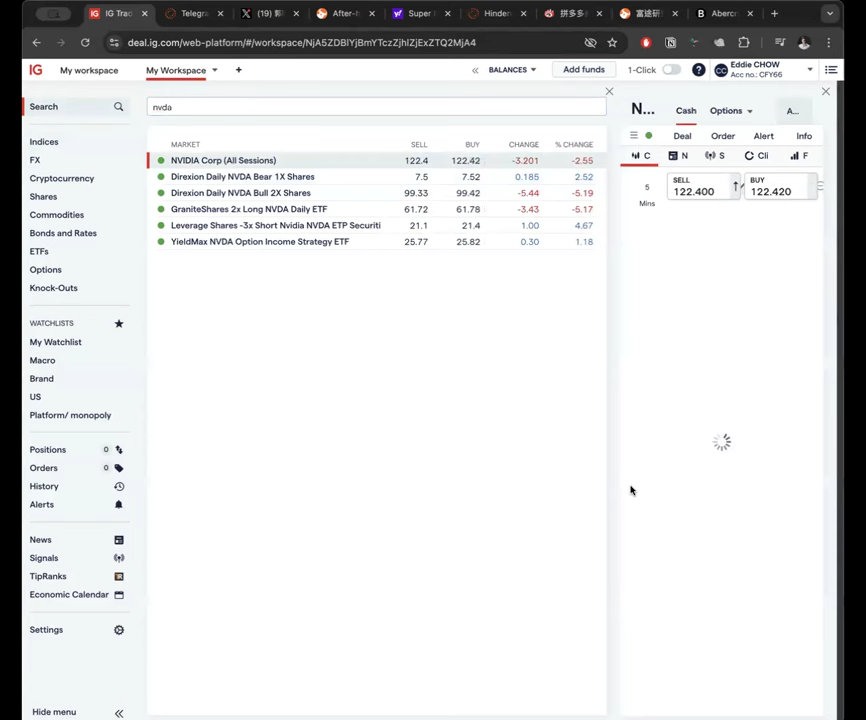 IG Trad
Telegra
(19) 郭
After-h
Super
Hinden
拼多多
富途研
Abercr
deal.ig.com/web-platform/#/workspace/NjA5ZDBlYjBmYTczZjhlZjExZTQ2MjA4
IG
My workspace
My Workspace
BALANCES
Add funds
1-Click
CC
Eddie CHOW
Acc no.: CFY66
Search
nvda
Indices
FX
Cryptocurrency
Shares
Commodities
Bonds and Rates
ETFs
Options
Knock-Outs
WATCHLISTS
My Watchlist
Macro
Brand
US
Platform/ monopoly
Positions 0
Orders 0
History
Alerts
News
Signals
TipRanks
Economic Calendar
Settings
Hide menu
MARKET SELL BUY CHANGE % CHANGE
NVIDIA Corp (All Sessions) 122.4 122.42 -3.201 -2.55
Direxion Daily NVDA Bear 1X Shares 7.5 7.52 0.185 2.52
Direxion Daily NVDA Bull 2X Shares 99.33 99.42 -5.44 -5.19
GraniteShares 2x Long NVDA Daily ETF 61.72 61.78 -3.43 -5.17
Leverage Shares -3x Short Nvidia NVDA ETP Securiti 21.1 21.4 1.00 4.67
YieldMax NVDA Option Income Strategy ETF 25.77 25.82 0.30 1.18
N... Cash Options A...
Deal Order Alert Info
C N S Cli F
5
Mins
SELL
122.400
BUY
122.420